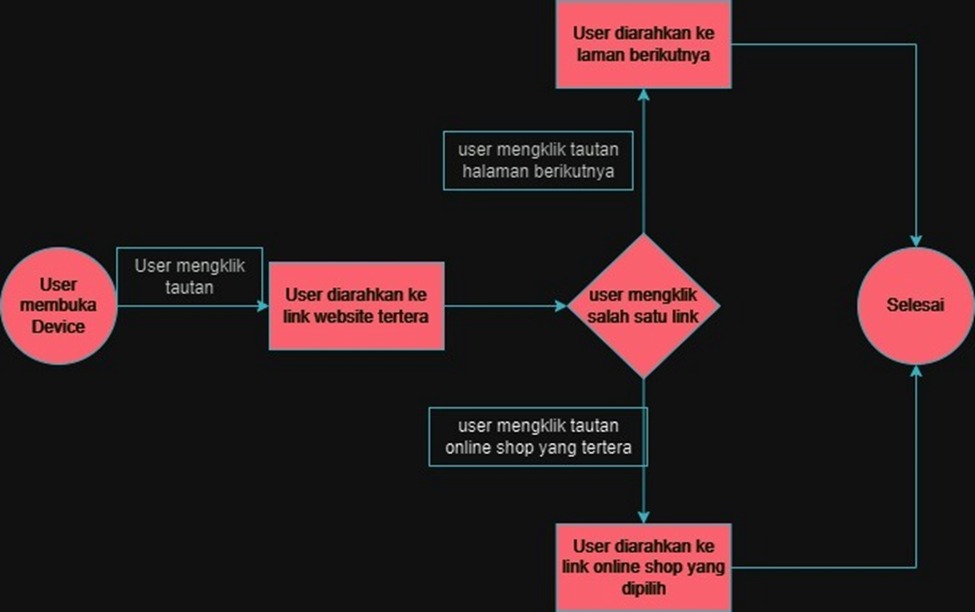 User diarahkan ke
laman berikutnya
user mengklik tautan
halaman berikutnya
User
membuka
Device
User mengklik
tautan
User diarahkan ke
link website tertera
user mengklik
salah satu link
Selesai
user mengklik tautan
online shop yang tertera
User diarahkan ke
link online shop yang
dipilih